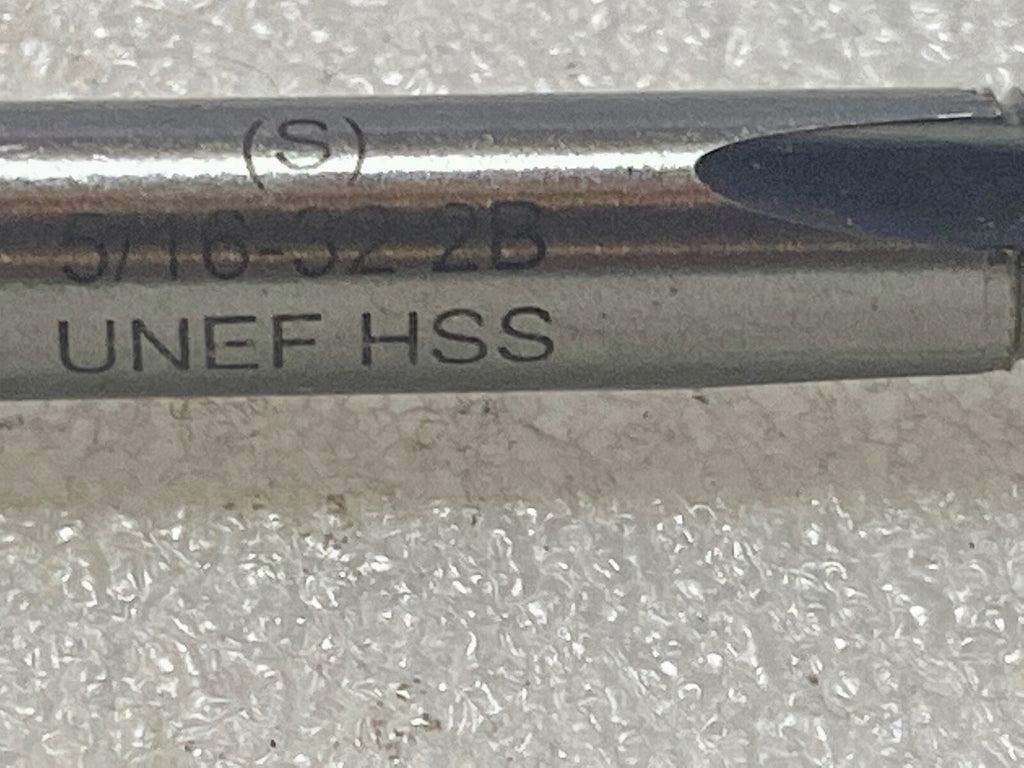 (S)
5/16-32 2B
UNEF HSS